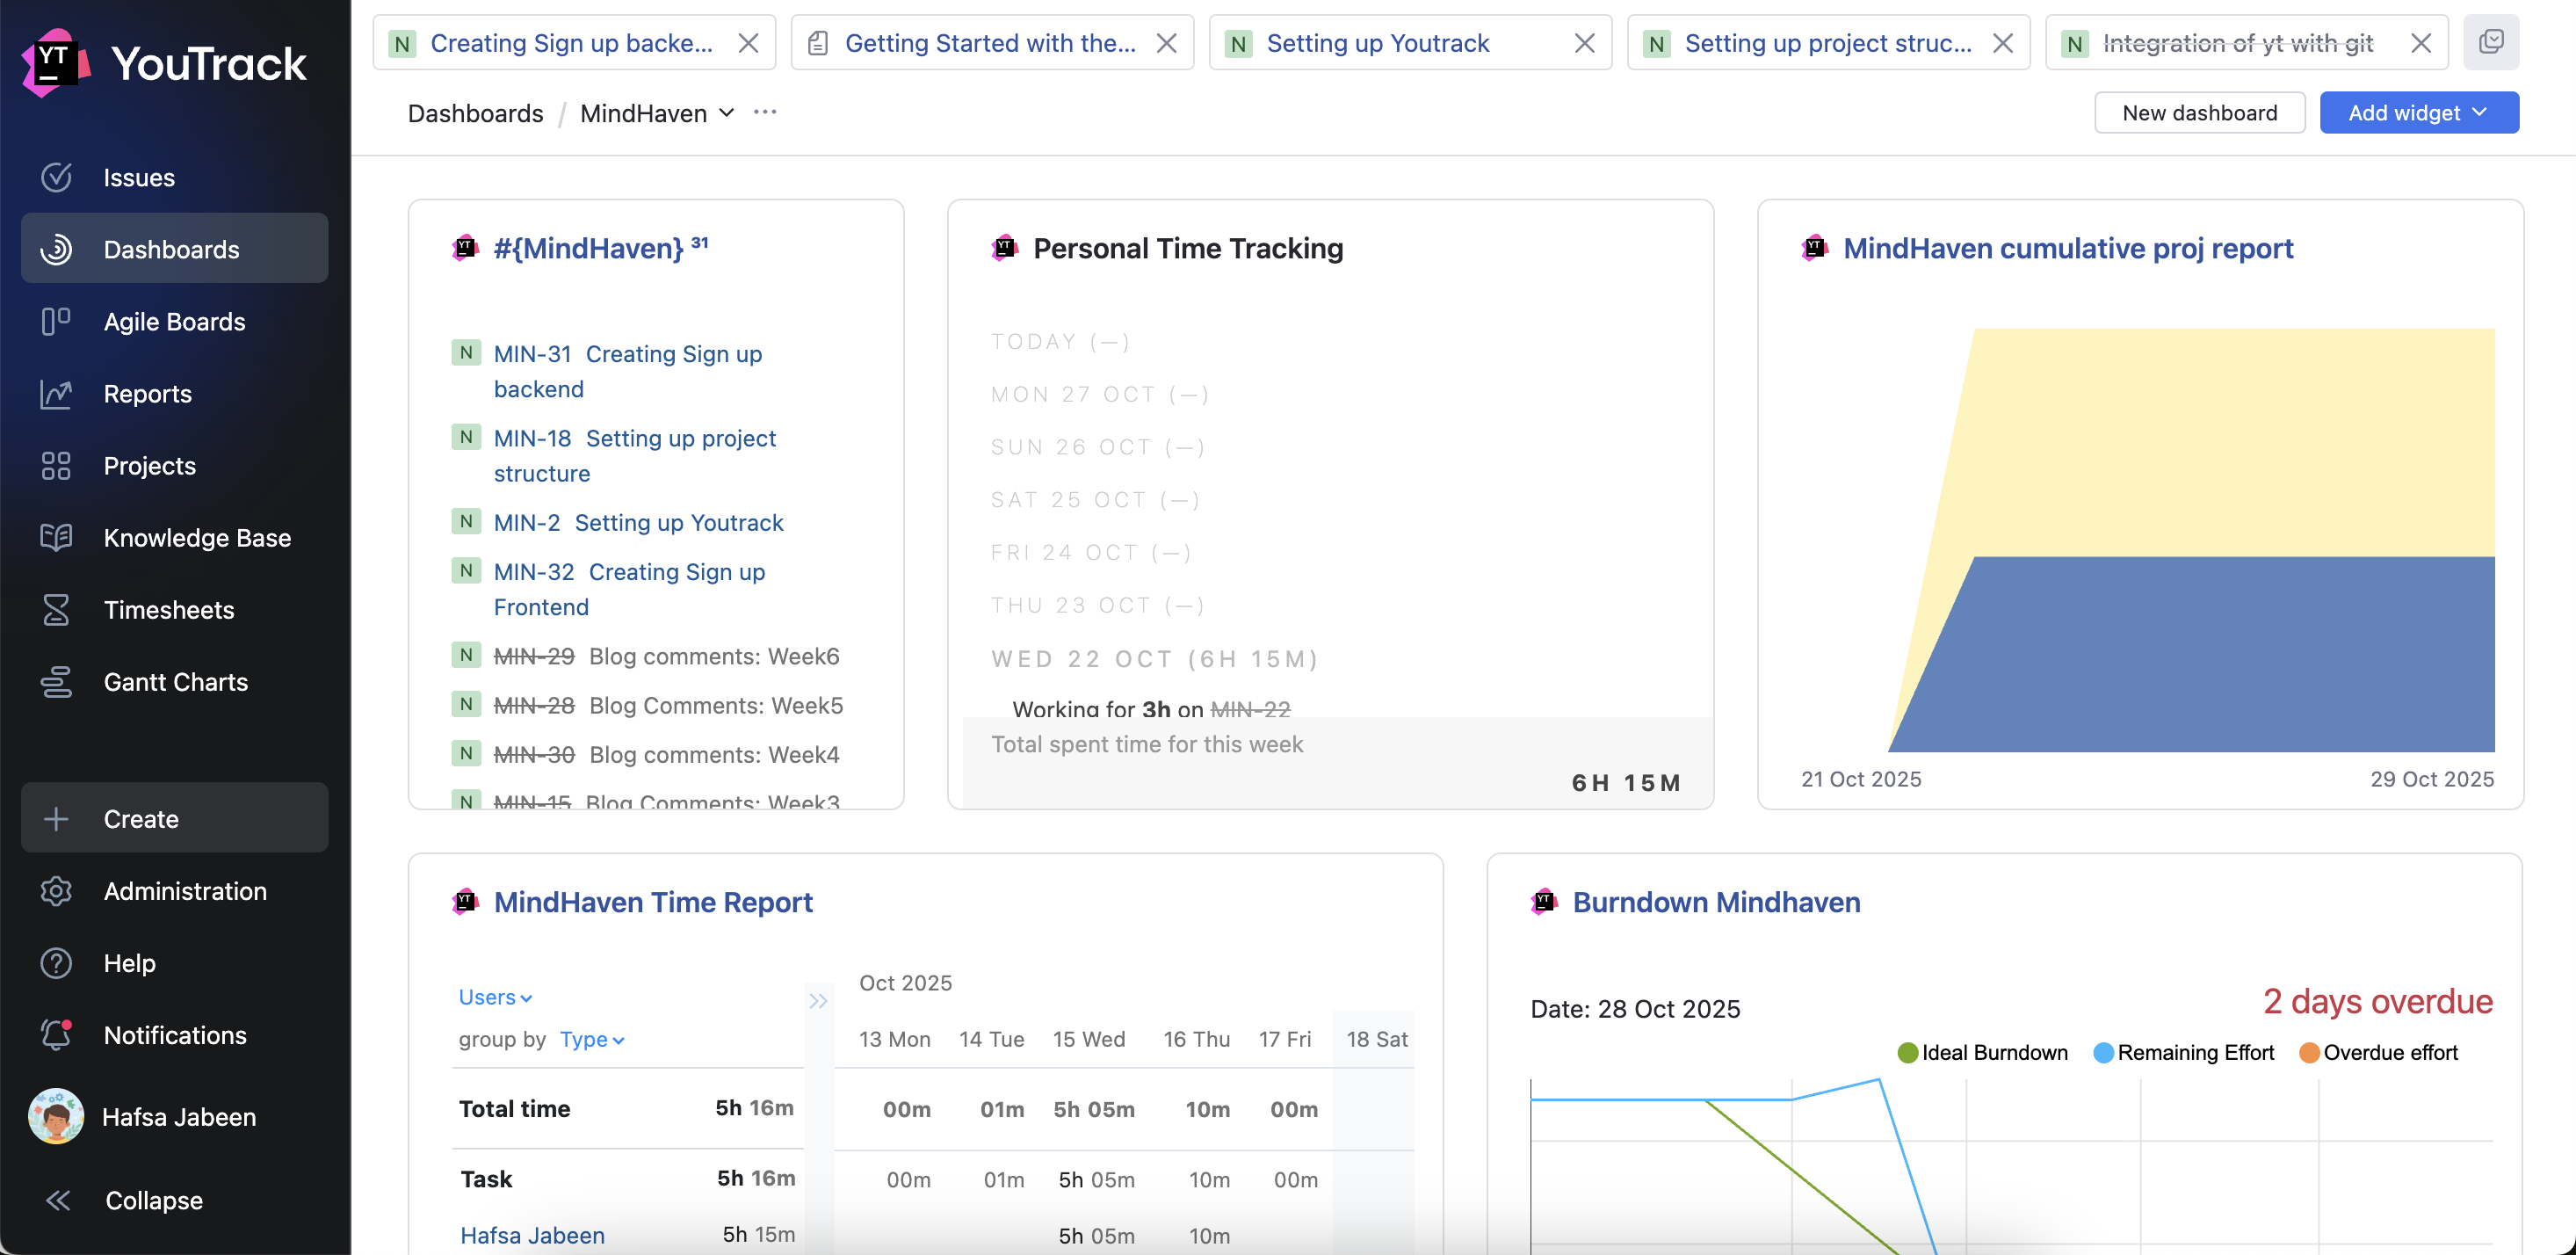 YouTrack
Issues
Dashboards
Agile Boards
Reports
Projects
Knowledge Base
Timesheets
Gantt Charts
Create
Administration
Help
Notifications
Hafsa Jabeen
Collapse
N Creating Sign up backe...
Getting Started with the...
N Setting up Youtrack
N Setting up project struc...
N Integration of yt with git
Dashboards / MindHaven
New dashboard
Add widget
#{MindHaven} 31
N MIN-31 Creating Sign up
backend
N MIN-18 Setting up project
structure
N MIN-2 Setting up Youtrack
N MIN-32 Creating Sign up
Frontend
N MIN-29 Blog comments: Week6
N MIN-28 Blog Comments: Week5
N MIN-30 Blog comments: Week4
N MIN-15 Blog Comments: Week3
Personal Time Tracking
TODAY (—)
MON 27 OCT (—)
SUN 26 OCT (—)
SAT 25 OCT (—)
FRI 24 OCT (—)
THU 23 OCT (—)
WED 22 OCT (6H 15M)
Working for 3h on MIN-22
Total spent time for this week
6H 15M
MindHaven cumulative proj report
21 Oct 2025
29 Oct 2025
MindHaven Time Report
Users
group by Type
Oct 2025
13 Mon 14 Tue 15 Wed 16 Thu 17 Fri 18 Sat
Total time 5h 16m 00m 01m 5h 05m 10m 00m
Task 5h 16m 00m 01m 5h 05m 10m 00m
Hafsa Jabeen 5h 15m 5h 05m 10m
Burndown Mindhaven
Date: 28 Oct 2025
2 days overdue
Ideal Burndown Remaining Effort Overdue effort